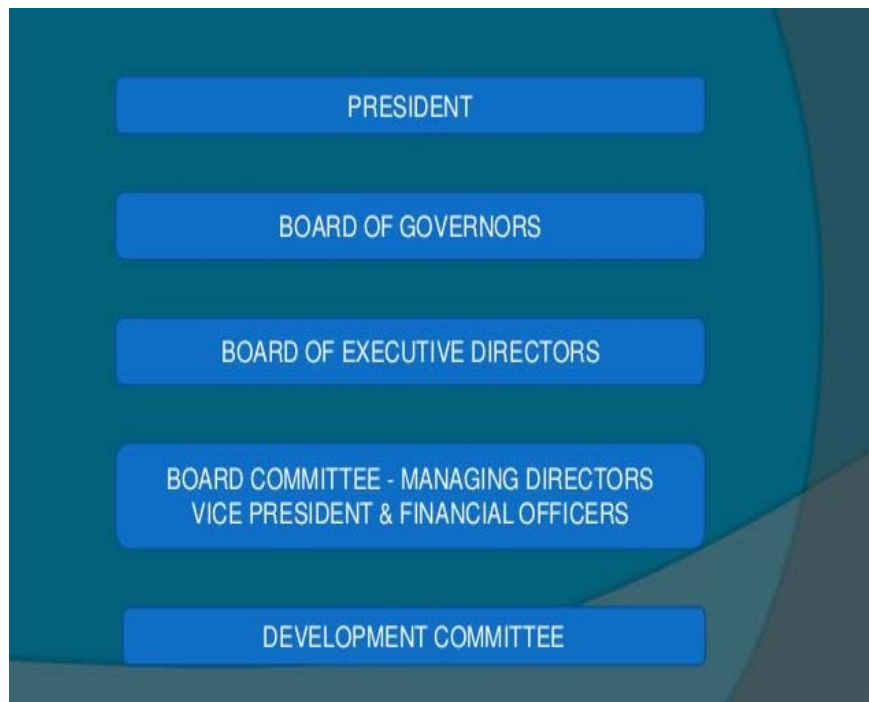 PRESIDENT
BOARD OF GOVERNORS
BOARD OF EXECUTIVE DIRECTORS
BOARD COMMITTEE - MANAGING DIRECTORS
VICE PRESIDENT & FINANCIAL OFFICERS
DEVELOPMENT COMMITTEE